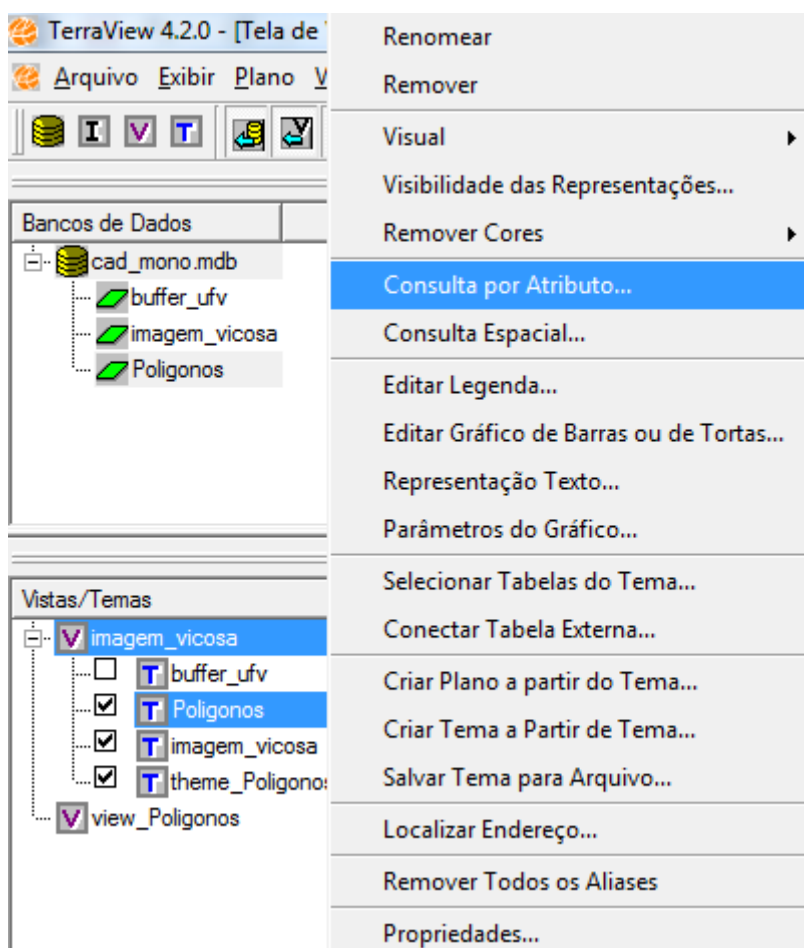 TerraView 4.2.0 - [Tela de
Arquivo Exibir Plano V
I V T
Bancos de Dados
cad_mono.mdb
buffer_ufv
imagem_vicosa
Poligonos
Vistas/Temas
V imagem_vicosa
T buffer_ufv
T Poligonos
T imagem_vicosa
T theme_Poligonos
V view_Poligonos
Renomear
Remover
Visual
Visibilidade das Representações...
Remover Cores
Consulta por Atributo...
Consulta Espacial...
Editar Legenda...
Editar Gráfico de Barras ou de Tortas...
Representação Texto...
Parâmetros do Gráfico...
Selecionar Tabelas do Tema...
Conectar Tabela Externa...
Criar Plano a partir do Tema...
Criar Tema a Partir de Tema...
Salvar Tema para Arquivo...
Localizar Endereço...
Remover Todos os Aliases
Propriedades...